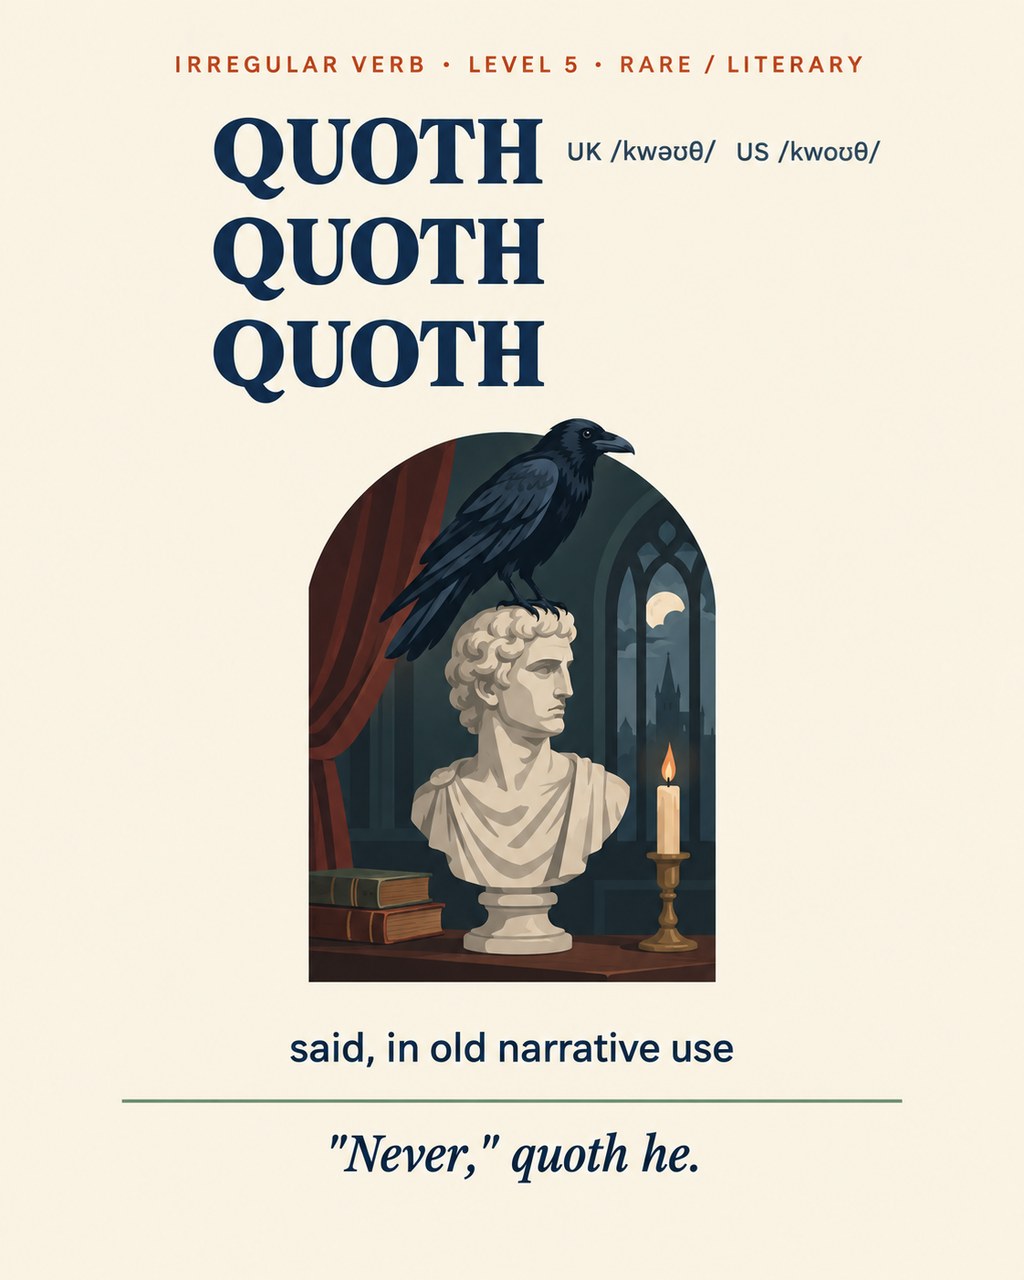 IRREGULAR VERB • LEVEL 5 • RARE / LITERARY
QUOTH UK /kwəʊθ/ US /kwoʊθ/
QUOTH
QUOTH
said, in old narrative use
"Never," quoth he.